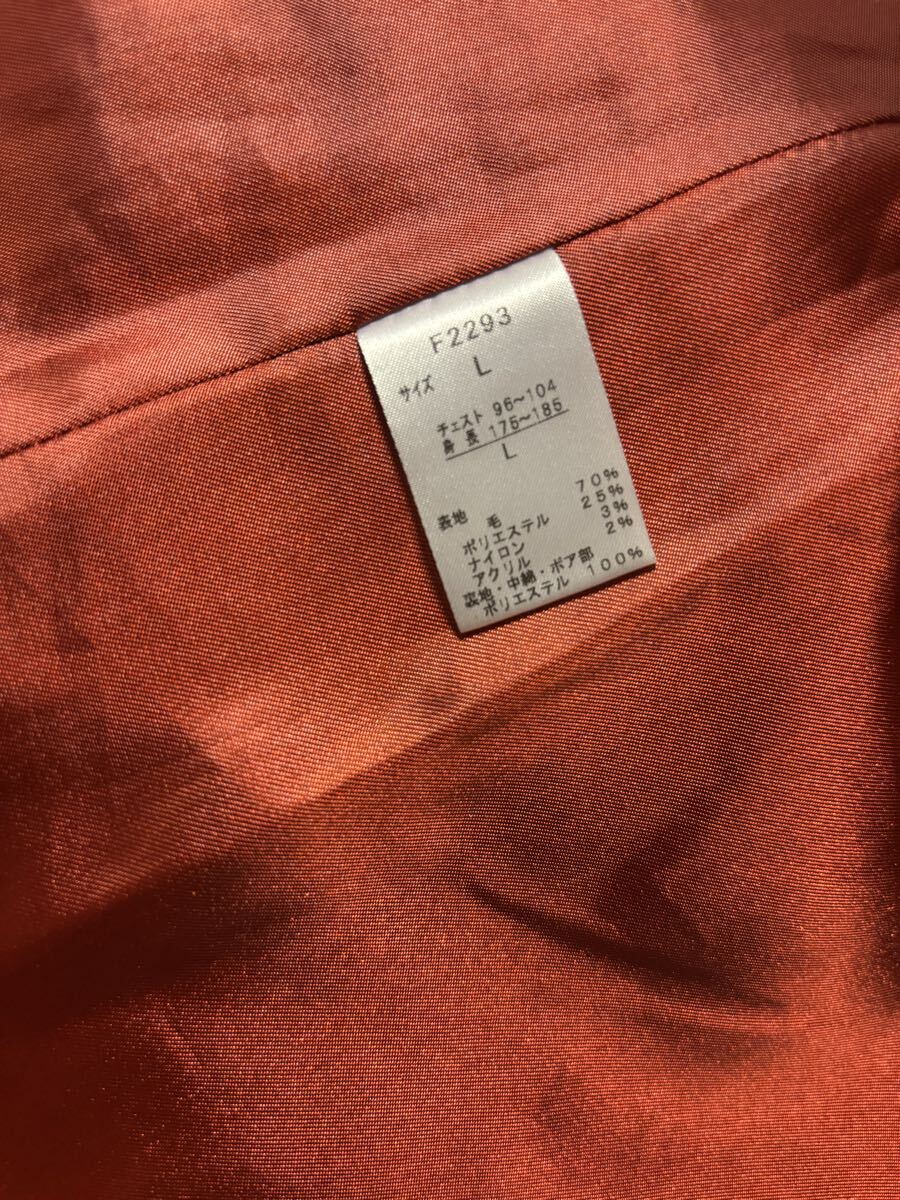 F2293
サイズ L
チェスト 96~104
身長 175~185
L
表地 毛 70%
ポリエステル 25%
ナイロン 3%
アクリル 2%
裏地・中綿・ボア部
ポリエステル 100%